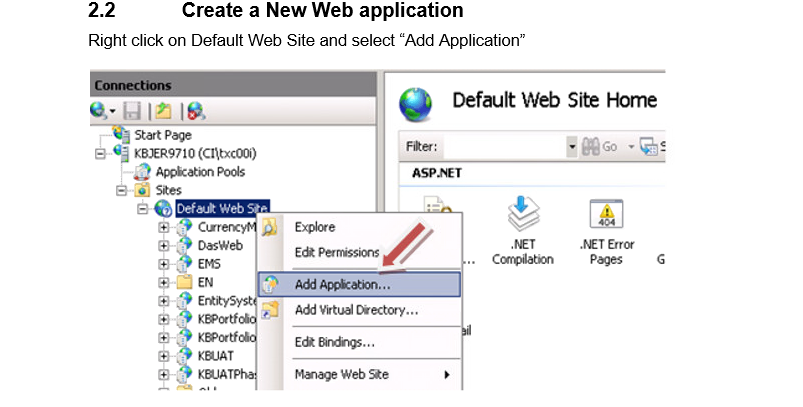 2.2 Create a New Web application
Right click on Default Web Site and select “Add Application”
Connections
Start Page
KBJER9710 (CI\txc00i)
Application Pools
Sites
Default Web Site
CurrencyM
DasWeb
EMS
EN
EntitySyste
KBPortfolio
KBPortfolio
KBUAT
KBUATPha
Explore
Edit Permissions
Add Application...
Add Virtual Directory...
Edit Bindings...
Manage Web Site
Default Web Site Home
Filter:
Go
S
ASP.NET
...
.NET
Compilation
.NET Error
Pages
G
ail